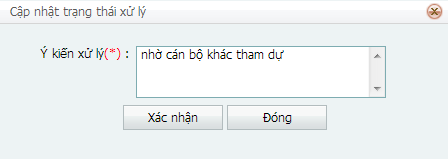 Cập nhật trạng thái xử lý
Ý kiến xử lý(*) : nhờ cán bộ khác tham dự
Xác nhận Đóng